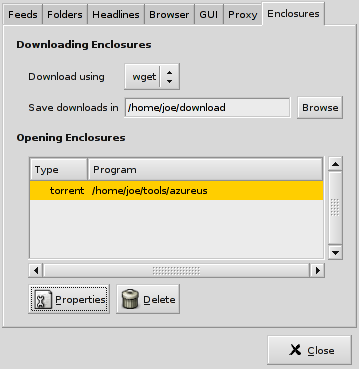 Feeds Folders Headlines Browser GUI Proxy Enclosures
Downloading Enclosures
Download using wget
Save downloads in /home/joe/download Browse
Opening Enclosures
Type Program
torrent /home/joe/tools/azureus
Properties Delete
Close